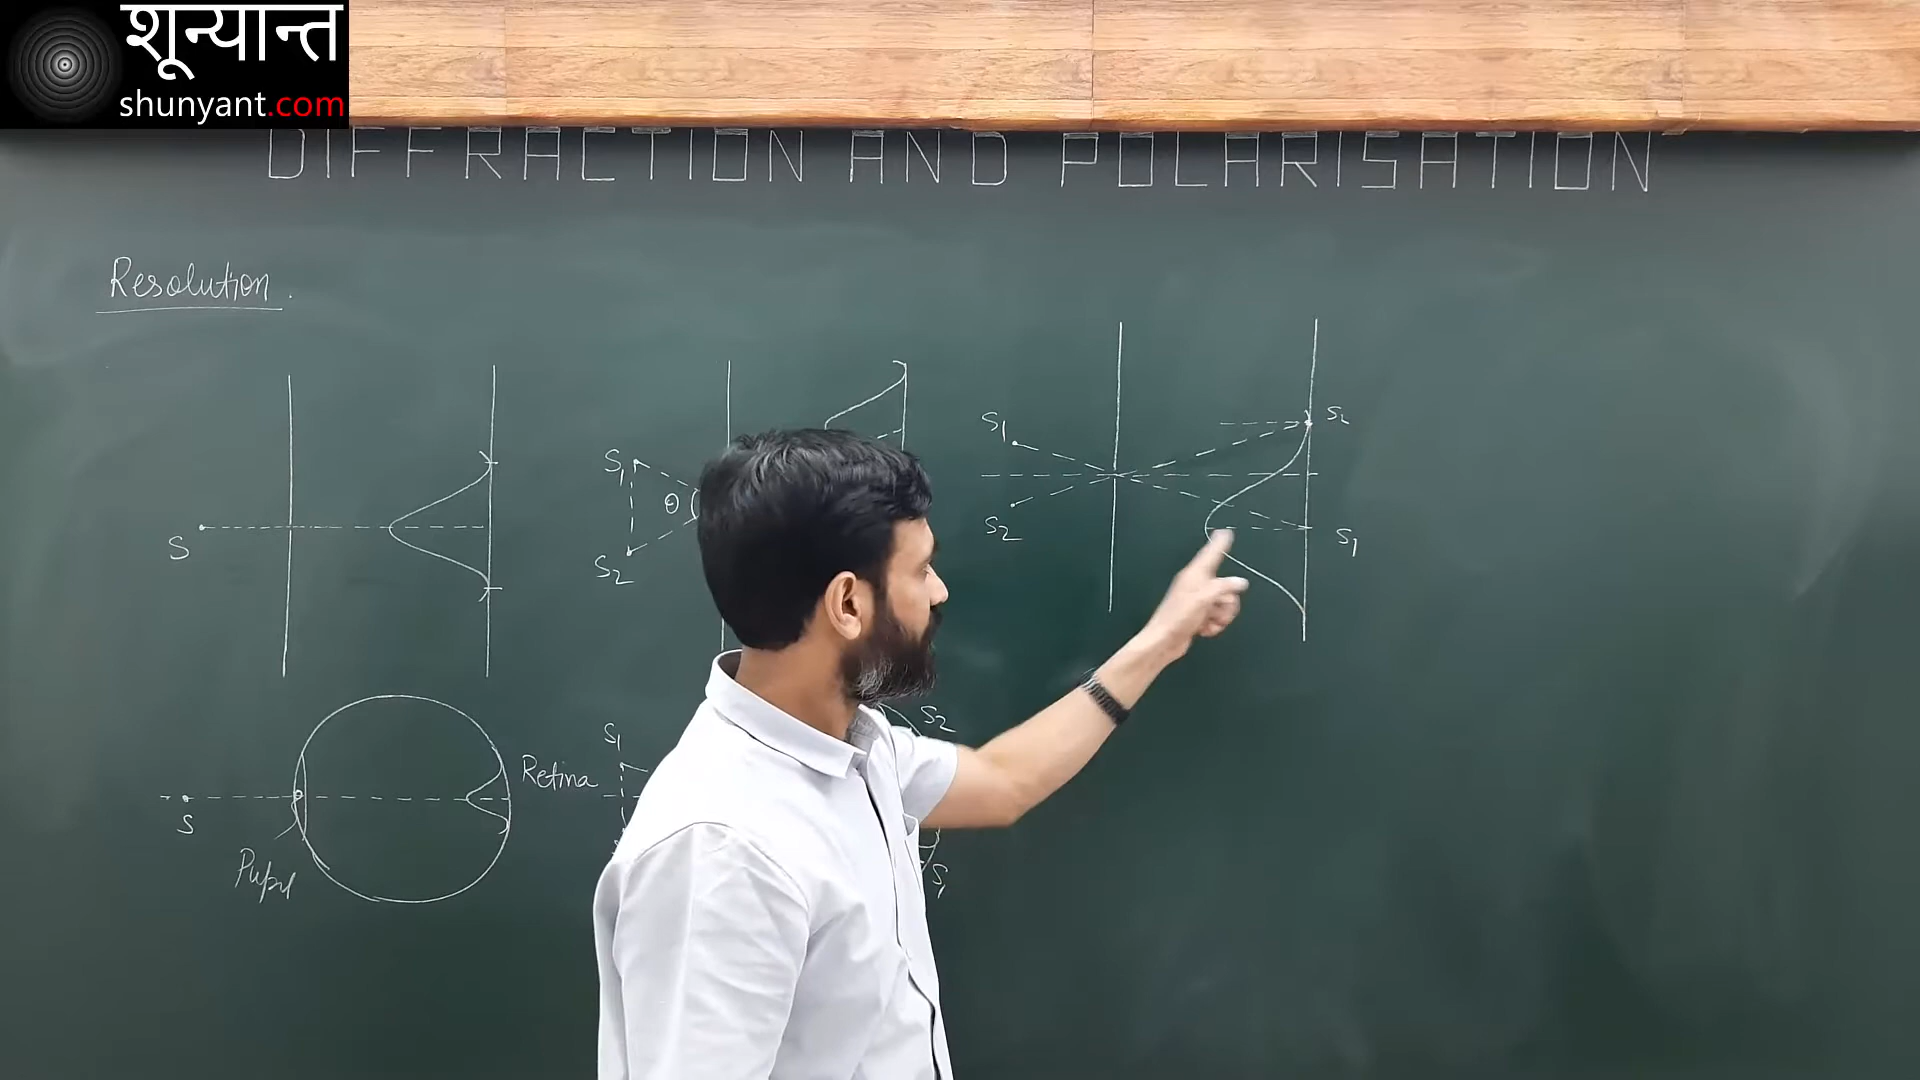 शून्यान्त
shunyant.com
DIFFRACTION AND POLARISATION
Resolution.
S
S1
θ
S2
S1
S2
S2
S1
S
Pupil
Retina
S1
S2
S1